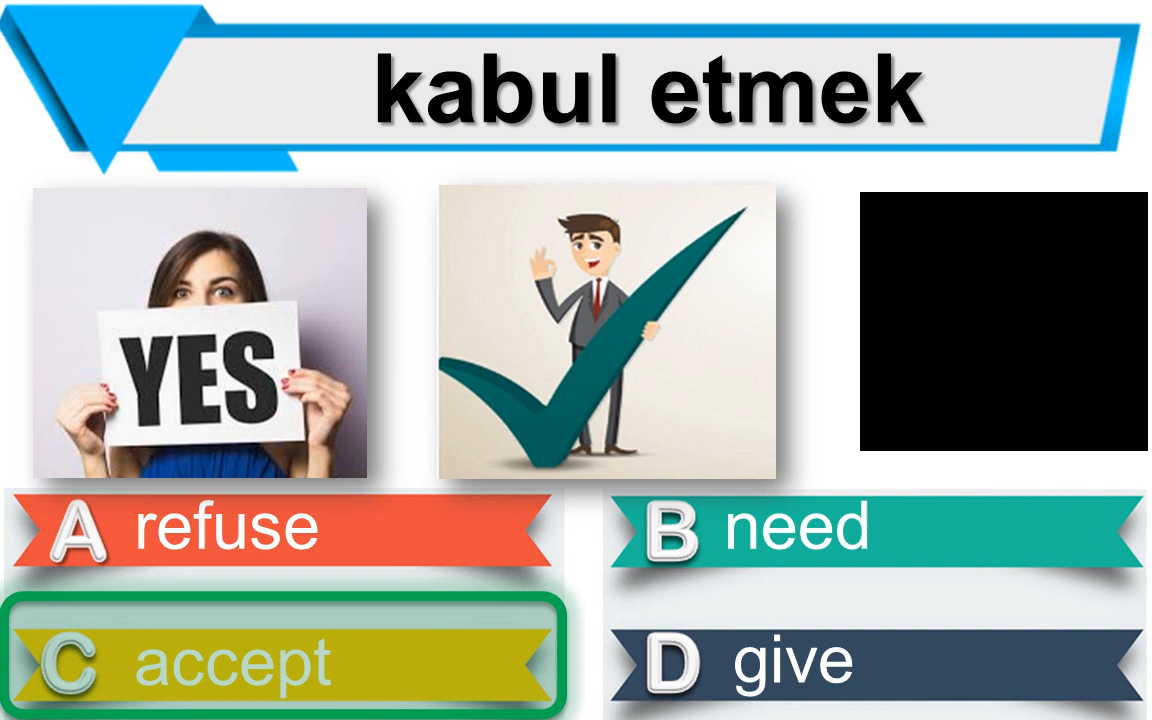 kabul etmek
YES
A refuse
B need
C accept
D give